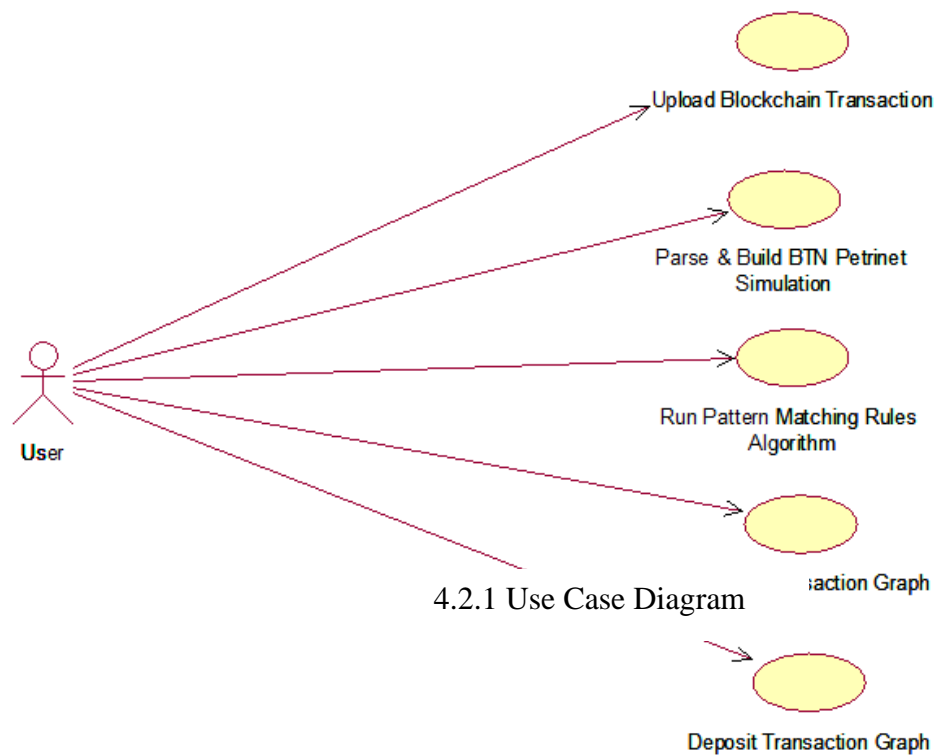 Upload Blockchain Transaction
Parse & Build BTN Petrinet
Simulation
Run Pattern Matching Rules
Algorithm
User
4.2.1 Use Case Diagram
Graph
Deposit Transaction Graph